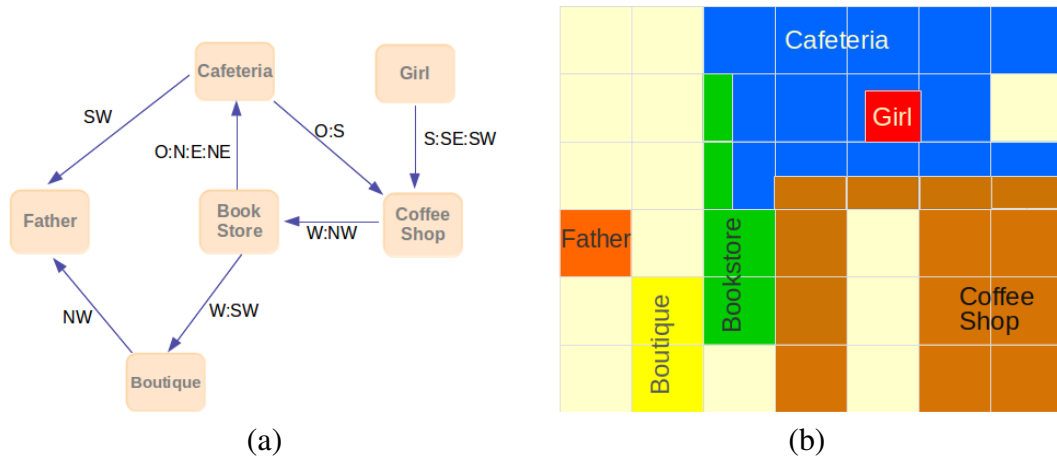 Cafeteria
Girl
SW
O:S
S:SE:SW
O:N:E:NE
Father
Book
Store
Coffee
Shop
W:NW
NW
W:SW
Boutique
(a)
Cafeteria
Girl
Father
Bookstore
Boutique
Coffee
Shop
(b)